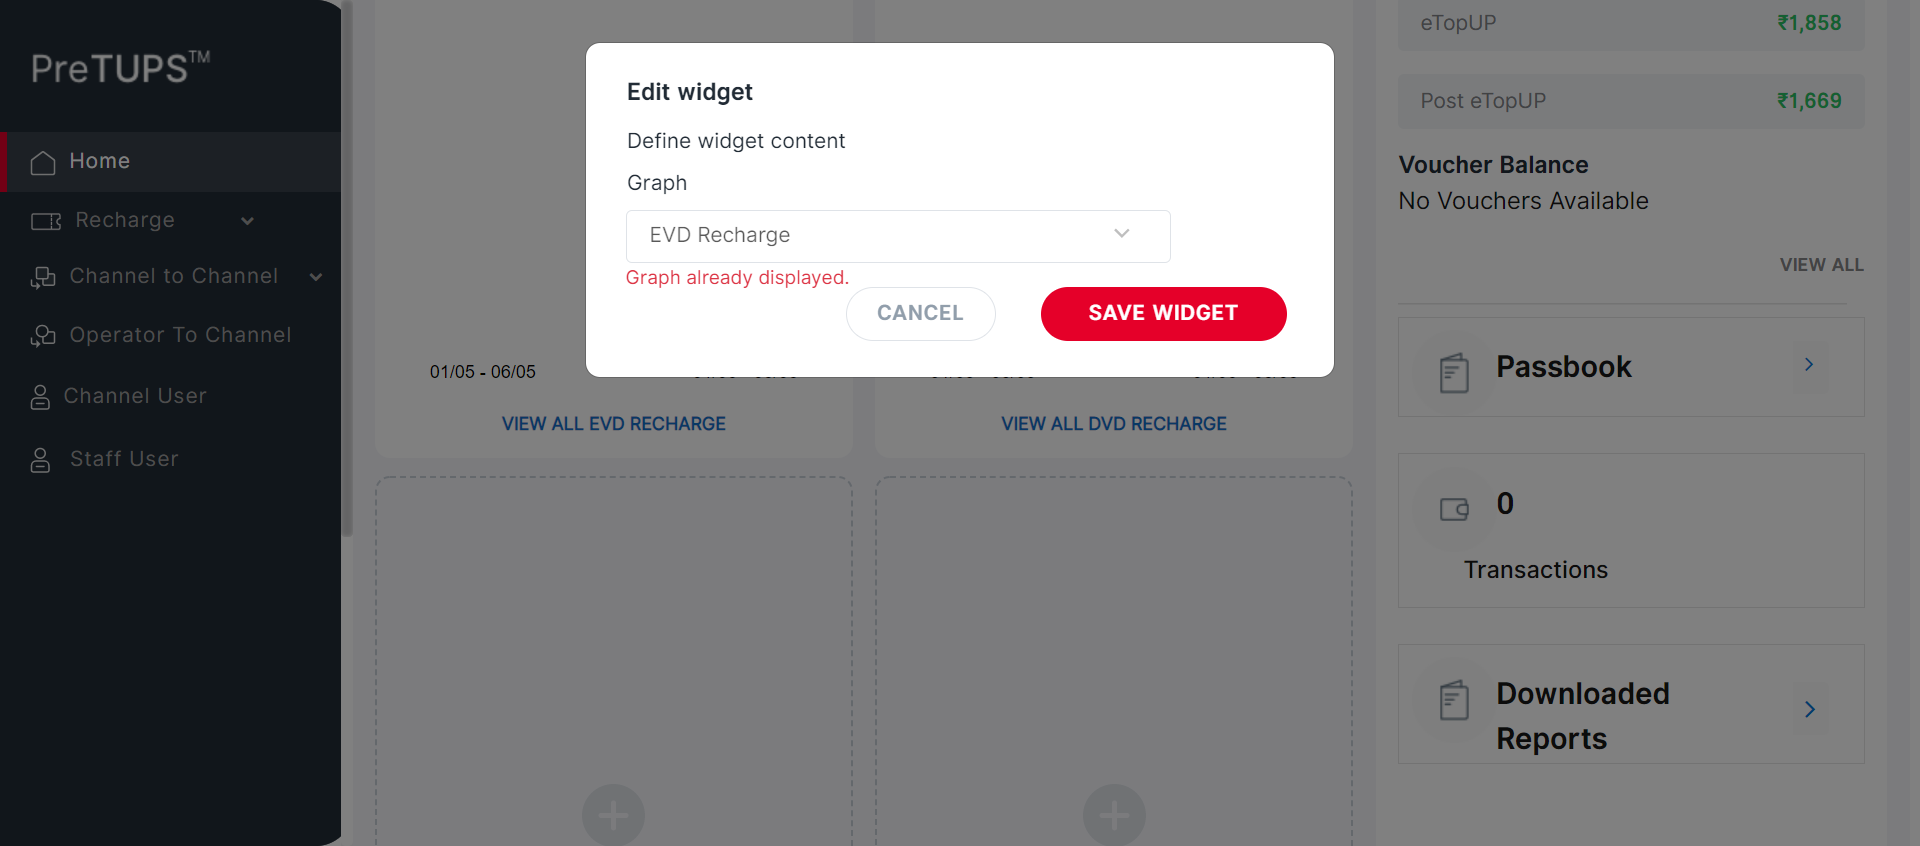 PreTUPS™
Home
Recharge
Channel to Channel
Operator To Channel
Channel User
Staff User
Edit widget
Define widget content
Graph
EVD Recharge
Graph already displayed.
CANCEL
SAVE WIDGET
01/05 - 06/05
VIEW ALL EVD RECHARGE
VIEW ALL DVD RECHARGE
eTopUP ₹1,858
Post eTopUP ₹1,669
Voucher Balance
No Vouchers Available
VIEW ALL
Passbook
0
Transactions
Downloaded
Reports